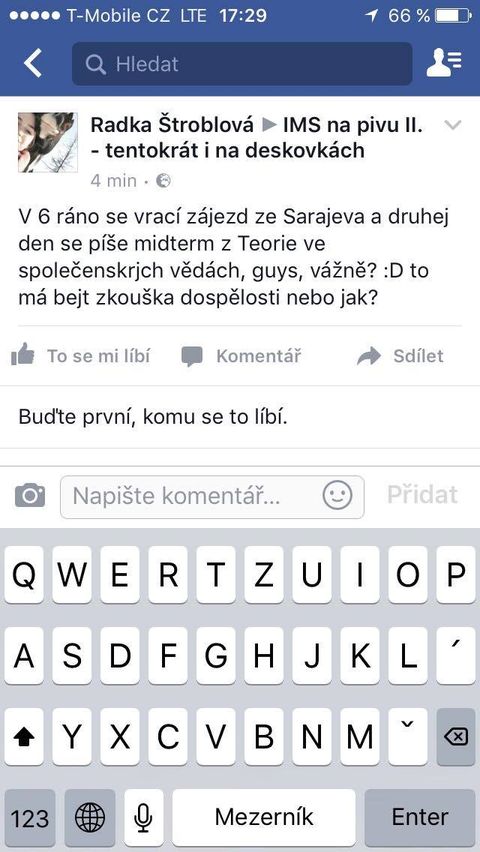 T-Mobile CZ LTE 17:29 66 %
Hledat
Radka Štroblová ▶ IMS na pivu II.
- tentokrát i na deskovkách
4 min ·
V 6 ráno se vrací zájezd ze Sarajeva a druhej
den se píše midterm z Teorie ve
společenskrjch vědách, guys, vážně? :D to
má bejt zkouška dospělosti nebo jak?
To se mi líbí Komentář Sdílet
Buďte první, komu se to líbí.
Napište komentář... Přidat
Q W E R T Z U I O P
A S D F G H J K L ´
Y X C V B N M ˇ
123 Mezerník Enter